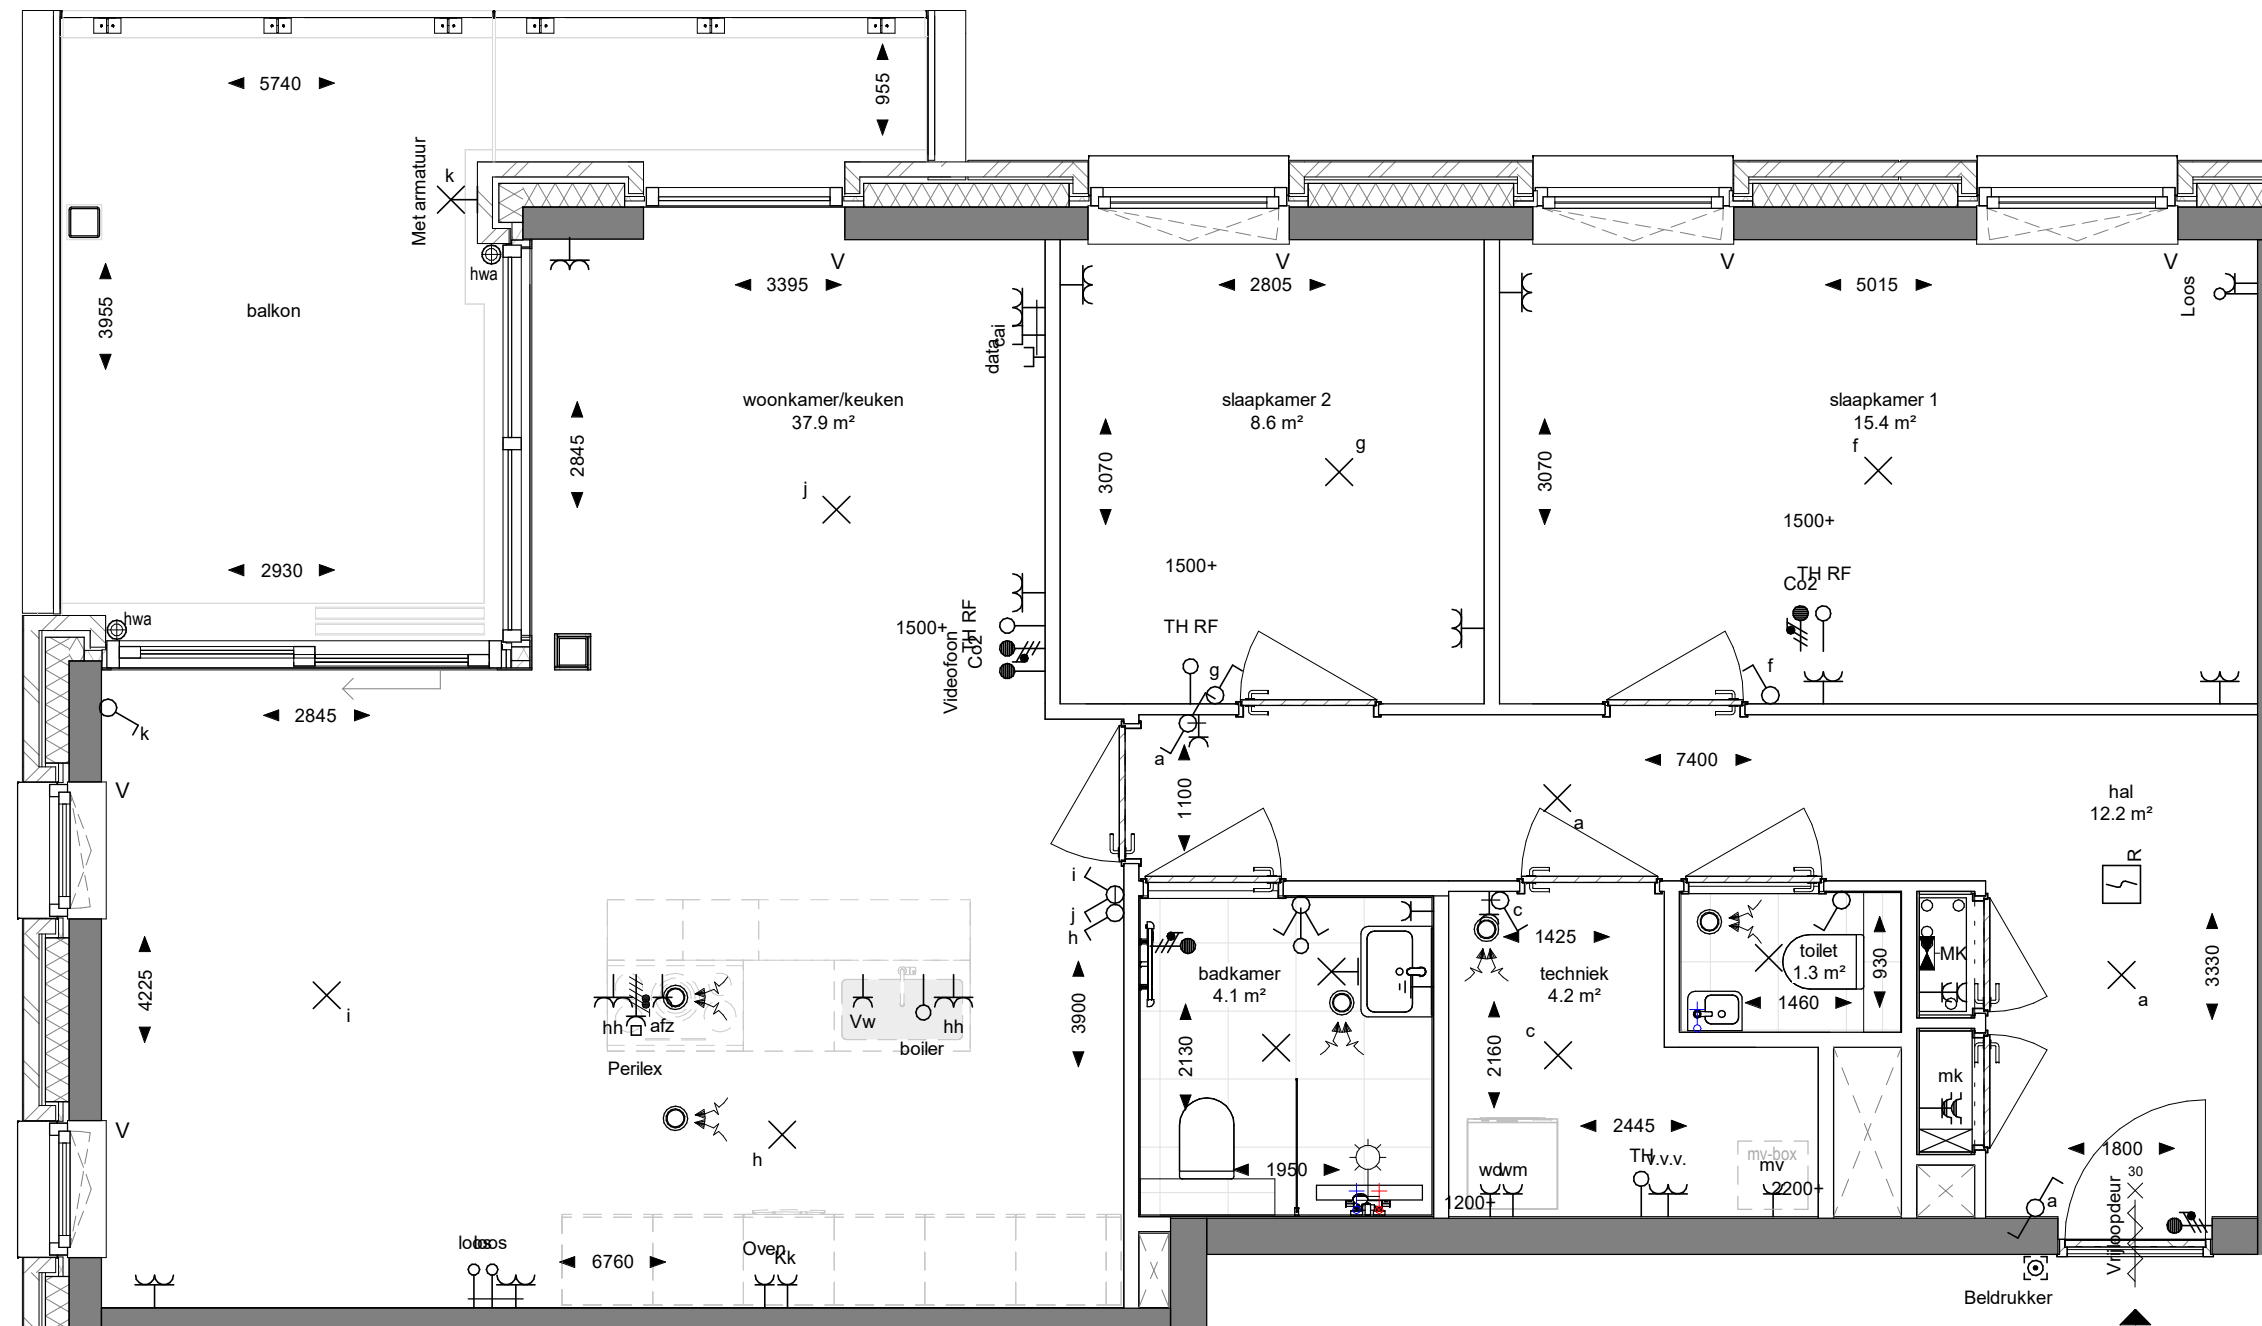 5740
955
Met armatuur
k
hwa
V
V
V
V
3395
2805
5015
Loos
3955
balkon
data
cai
woonkamer/keuken
37.9 m²
slaapkamer 2
8.6 m²
slaapkamer 1
15.4 m²
2845
3070
3070
g
f
j
1500+
1500+
TH RF
Co2
2930
hwa
1500+
TH RF
Co2
Videofoon
TH RF
g
f
2845
k
a
1100
7400
V
hal
12.2 m²
a
R
i
j
h
c
1425
toilet
1.3 m²
930
MK
3330
4225
i
badkamer
4.1 m²
techniek
4.2 m²
1460
a
hh
afz
Vw
hh
boiler
Perilex
3900
2130
c
2160
mk
V
h
2445
1800
30
1950
wd
wm
TH
v.v.v.
mv-box
mv
2200+
1200+
a
Vrijloopdeur
loos
loos
6760
Oven
Kk
Beldrukker